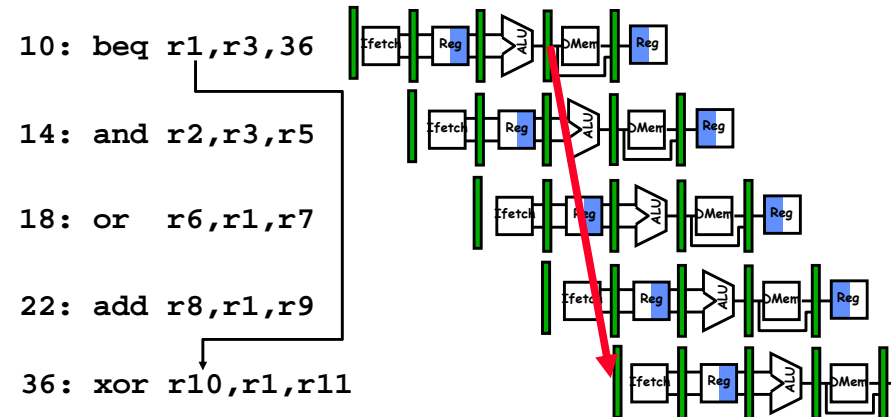 10: beq r1,r3,36
Ifetch Reg ALU DMem Reg
14: and r2,r3,r5
Ifetch Reg ALU DMem Reg
18: or r6,r1,r7
Ifetch Reg ALU DMem Reg
22: add r8,r1,r9
Ifetch Reg ALU DMem Reg
36: xor r10,r1,r11
Ifetch Reg ALU DMem